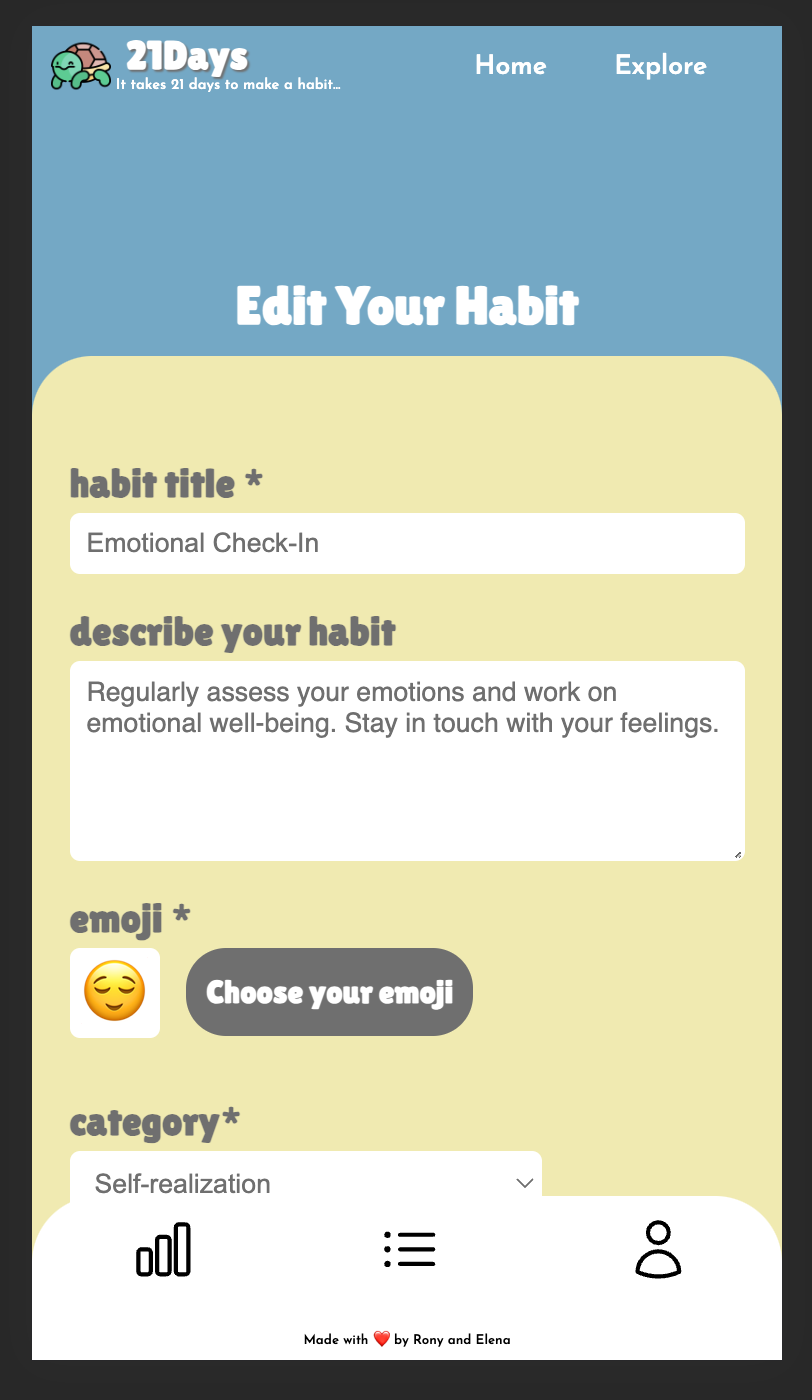 21Days
It takes 21 days to make a habit...
Home
Explore
Edit Your Habit
habit title *
Emotional Check-In
describe your habit
Regularly assess your emotions and work on
emotional well-being. Stay in touch with your feelings.
emoji *
Choose your emoji
category*
Self-realization
Made with ❤️ by Rony and Elena